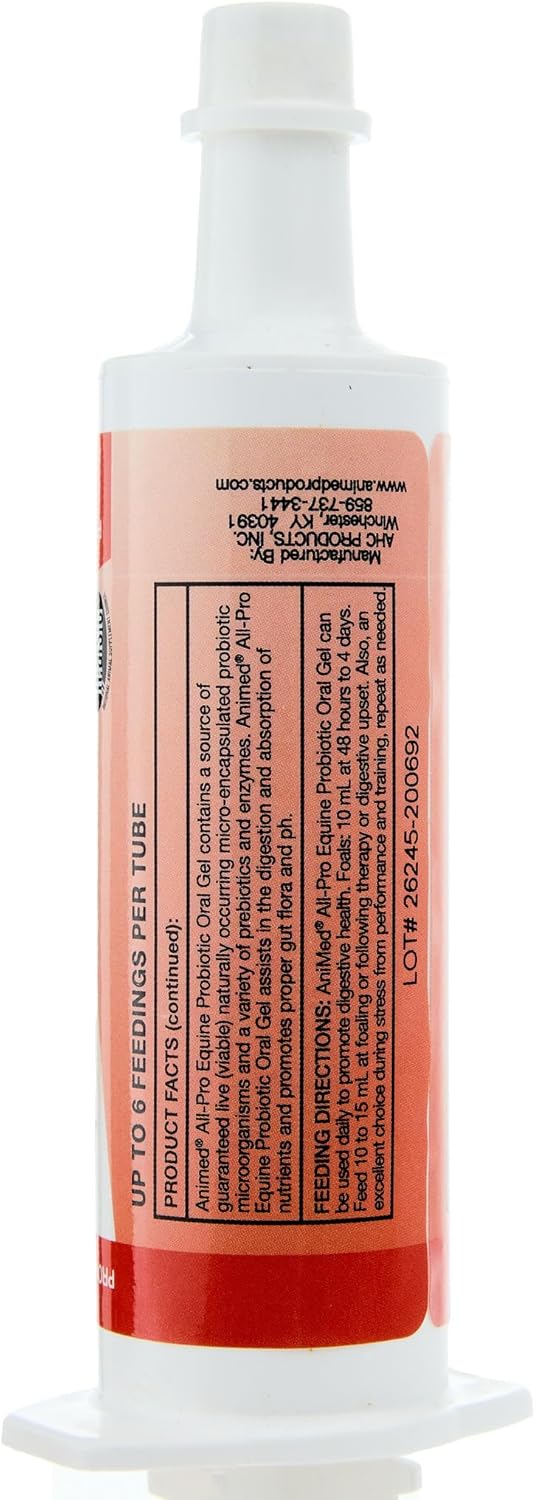 UP TO 6 FEEDINGS PER TUBE
PRODUCT FACTS (continued):
Animed® All-Pro Equine Probiotic Oral Gel contains a source of
guaranteed live (viable) naturally occurring micro-encapsulated probiotic
microorganisms and a variety of prebiotics and enzymes. Animed® All-Pro
Equine Probiotic Oral Gel assists in the digestion and absorption of
nutrients and promotes proper gut flora and ph.
FEEDING DIRECTIONS: AniMed® All-Pro Equine Probiotic Oral Gel can
be used daily to promote digestive health. Foals: 10 mL at 48 hours to 4 days.
Feed 10 to 15 mL at foaling or following therapy or digestive upset. Also, an
excellent choice during stress from performance and training, repeat as needed.
LOT# 26245-200692
Manufactured By:
AHC PRODUCTS, INC.
Winchester, KY 40391
859-737-3441
www.animedproducts.com